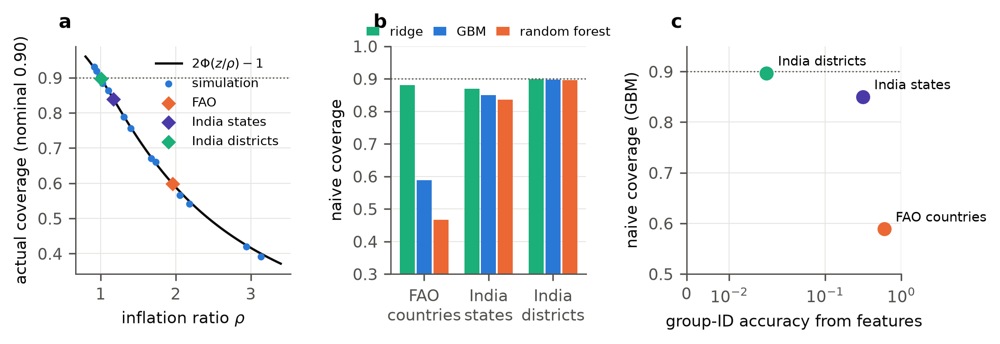 a
actual coverage (nominal 0.90)
0.9
0.8
0.7
0.6
0.5
0.4
1 2 3
inflation ratio ρ
2Φ(z/ρ) − 1
simulation
FAO
India states
India districts
b
ridge GBM random forest
naive coverage
1.0
0.9
0.8
0.7
0.6
0.5
0.4
0.3
FAO countries
India states
India districts
c
naive coverage (GBM)
0.9
0.8
0.7
0.6
0.5
India districts
India states
FAO countries
0 10⁻² 10⁻¹ 10⁰
group-ID accuracy from features